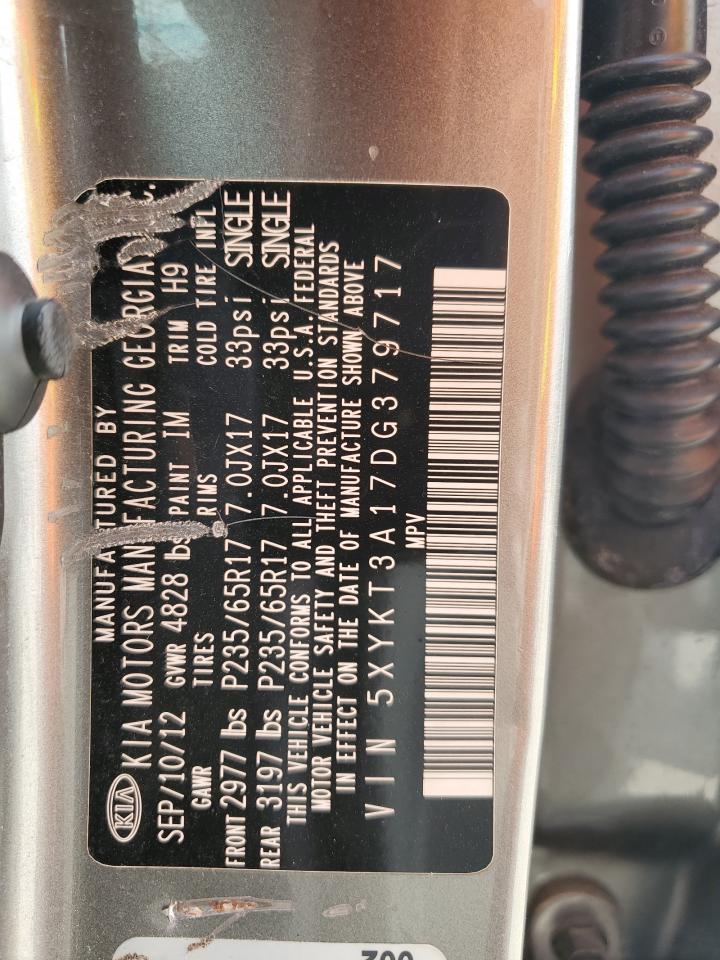 MANUFACTURED BY
KIA KIA MOTORS MANUFACTURING GEORGIA
SEP/10/12 GVWR 4828 lbs PAINT IM TRIM H9
GAWR TIRES RIMS COLD TIRE INFL
FRONT 2977 lbs P235/65R17 7.0JX17 33psi SINGLE
REAR 3197 lbs P235/65R17 7.0JX17 33psi SINGLE
THIS VEHICLE CONFORMS TO ALL APPLICABLE U.S.A. FEDERAL
MOTOR VEHICLE SAFETY AND THEFT PREVENTION STANDARDS
IN EFFECT ON THE DATE OF MANUFACTURE SHOWN ABOVE
VIN 5XYKT3A17DG379717
MPV